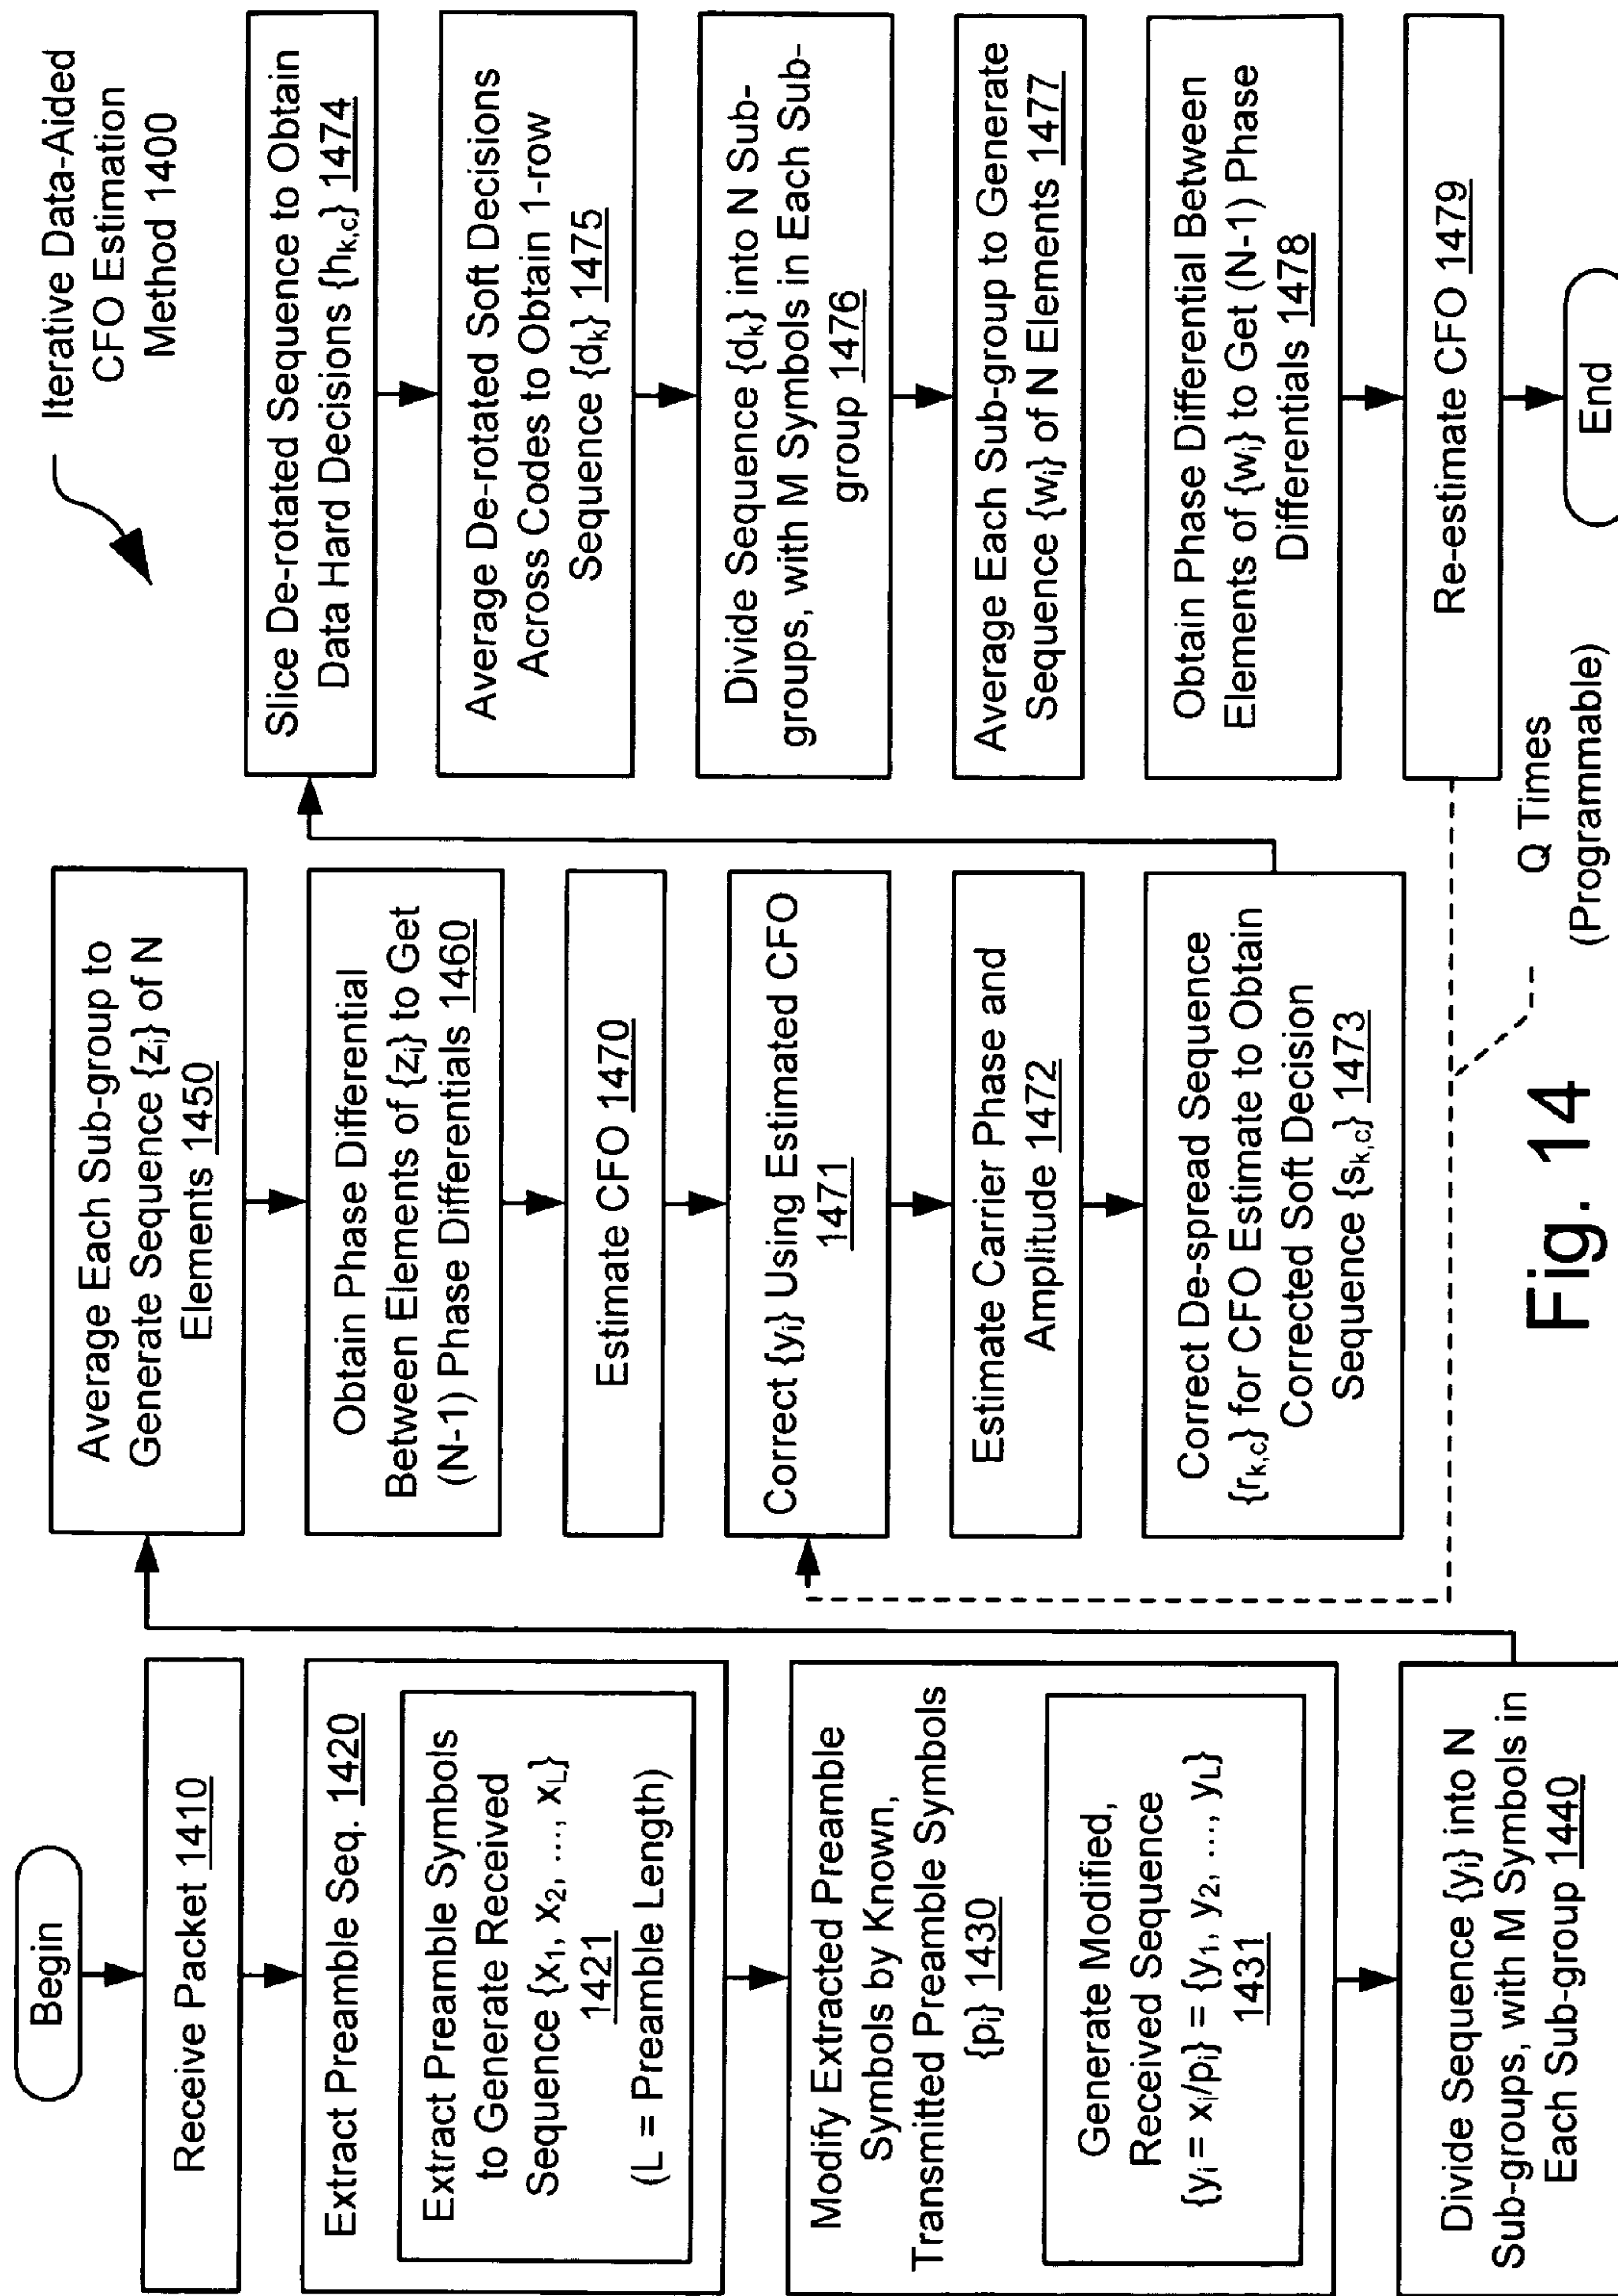 Iterative Data-Aided
CFO Estimation
Method 1400
Begin
Receive Packet 1410
Extract Preamble Seq. 1420
Extract Preamble Symbols
to Generate Received
Sequence {x₁, x₂, ..., x_L}
1421
(L = Preamble Length)
Modify Extracted Preamble
Symbols by Known,
Transmitted Preamble Symbols
{pᵢ} 1430
Generate Modified,
Received Sequence
{yᵢ = xᵢ/pᵢ} = {y₁, y₂, ..., y_L}
1431
Divide Sequence {yᵢ} into N
Sub-groups, with M Symbols in
Each Sub-group 1440
Average Each Sub-group to
Generate Sequence {zᵢ} of N
Elements 1450
Obtain Phase Differential
Between Elements of {zᵢ} to Get
(N-1) Phase Differentials 1460
Estimate CFO 1470
Correct {yᵢ} Using Estimated CFO
1471
Estimate Carrier Phase and
Amplitude 1472
Correct De-spread Sequence
{r_k,c} for CFO Estimate to Obtain
Corrected Soft Decision
Sequence {s_k,c} 1473
Slice De-rotated Sequence to Obtain
Data Hard Decisions {h_k,c} 1474
Average De-rotated Soft Decisions
Across Codes to Obtain 1-row
Sequence {d_k} 1475
Divide Sequence {d_k} into N Sub-
groups, with M Symbols in Each Sub-
group 1476
Average Each Sub-group to Generate
Sequence {wᵢ} of N Elements 1477
Obtain Phase Differential Between
Elements of {wᵢ} to Get (N-1) Phase
Differentials 1478
Re-estimate CFO 1479
End
Q Times
(Programmable)
Fig. 14